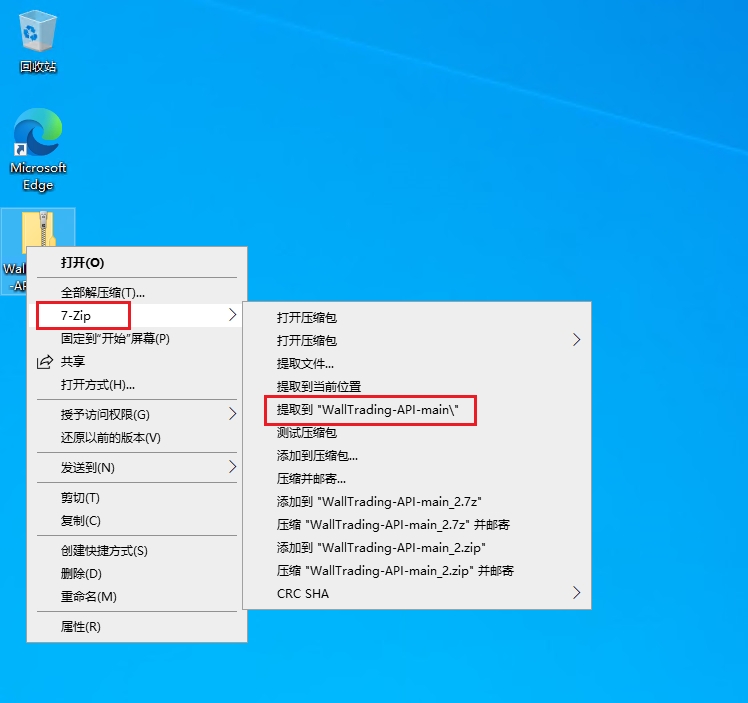 回收站
Microsoft
Edge
Wal
-AP
打开(O)
全部解压缩(T)...
7-Zip
固定到"开始"屏幕(P)
共享
打开方式(H)...
授予访问权限(G)
还原以前的版本(V)
发送到(N)
剪切(T)
复制(C)
创建快捷方式(S)
删除(D)
重命名(M)
属性(R)
打开压缩包
打开压缩包
提取文件...
提取到当前位置
提取到 "WallTrading-API-main\"
测试压缩包
添加到压缩包...
压缩并邮寄...
添加到 "WallTrading-API-main_2.7z"
压缩 "WallTrading-API-main_2.7z" 并邮寄
添加到 "WallTrading-API-main_2.zip"
压缩 "WallTrading-API-main_2.zip" 并邮寄
CRC SHA